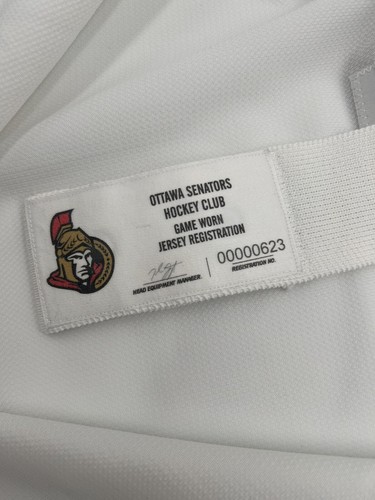 OTTAWA SENATORS
HOCKEY CLUB
GAME WORN
JERSEY REGISTRATION
00000623
HEAD EQUIPMENT MANAGER
REGISTRATION NO.